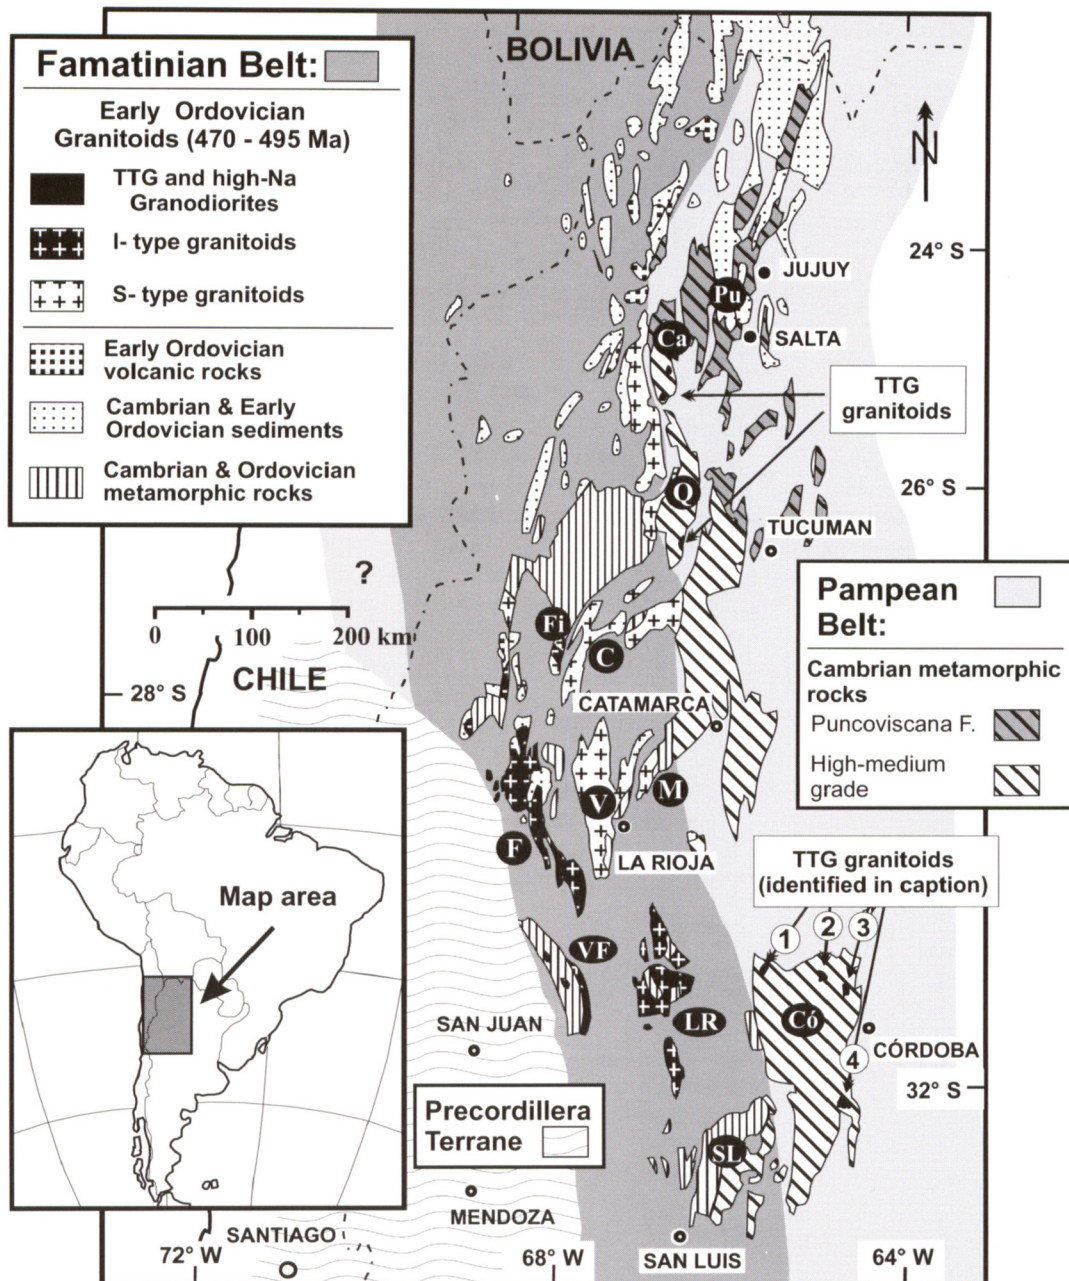 BOLIVIA
Famatinian Belt:
Early Ordovician
Granitoids (470 - 495 Ma)
TTG and high-Na
Granodiorites
I- type granitoids
S- type granitoids
Early Ordovician
volcanic rocks
Cambrian & Early
Ordovician sediments
Cambrian & Ordovician
metamorphic rocks
N
24° S
JUJUY
Pu
SALTA
Ca
TTG
granitoids
26° S
Q
TUCUMAN
?
0 100 200 km
Fi
C
CHILE
28° S
CATAMARCA
Pampean
Belt:
Cambrian metamorphic
rocks
Puncoviscana F.
High-medium
grade
V
M
F
LA RIOJA
TTG granitoids
(identified in caption)
Map area
1
2
3
VF
LR
Có
SAN JUAN
CÓRDOBA
4
32° S
Precordillera
Terrane
SL
MENDOZA
SANTIAGO
SAN LUIS
72° W
68° W
64° W